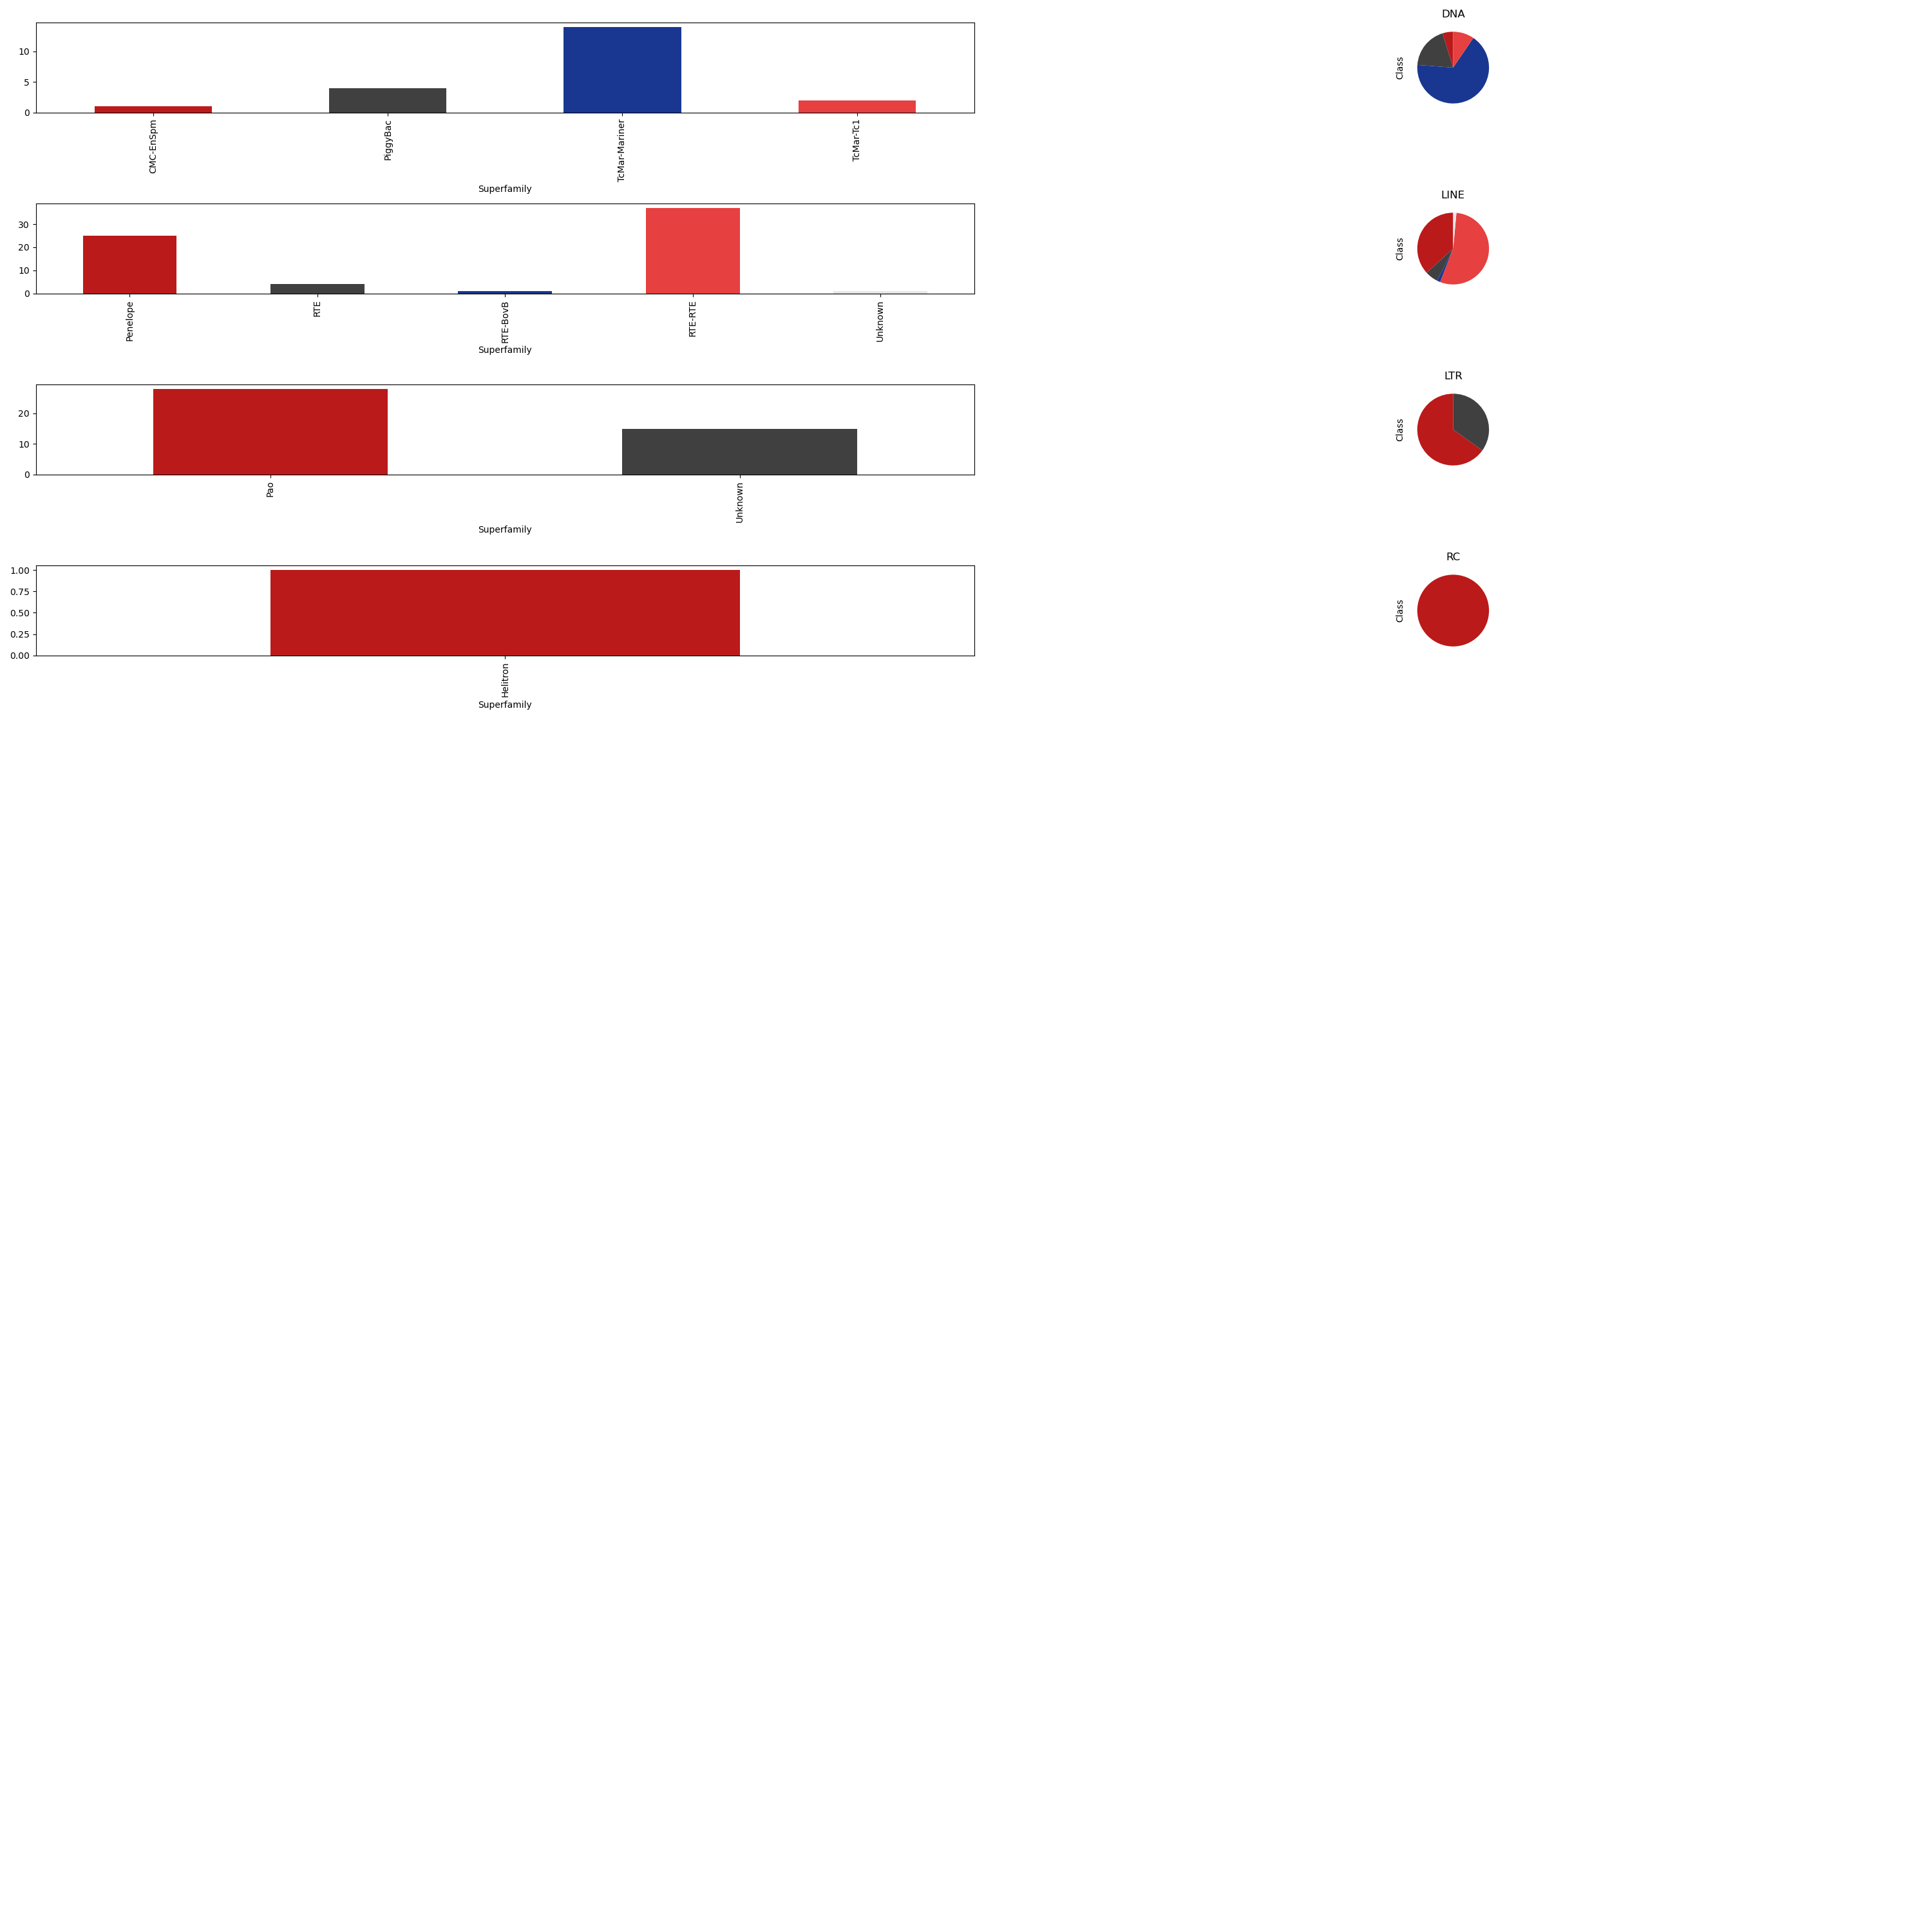 DNA
10
5
0
Class
CMC-EnSpm
PiggyBac
TcMar-Mariner
TcMar-Tc1
Superfamily
LINE
30
20
10
0
Class
Penelope
RTE
RTE-BovB
RTE-RTE
Unknown
Superfamily
LTR
20
10
0
Class
Pao
Unknown
Superfamily
RC
1.00
0.75
0.50
0.25
0.00
Class
Helitron
Superfamily